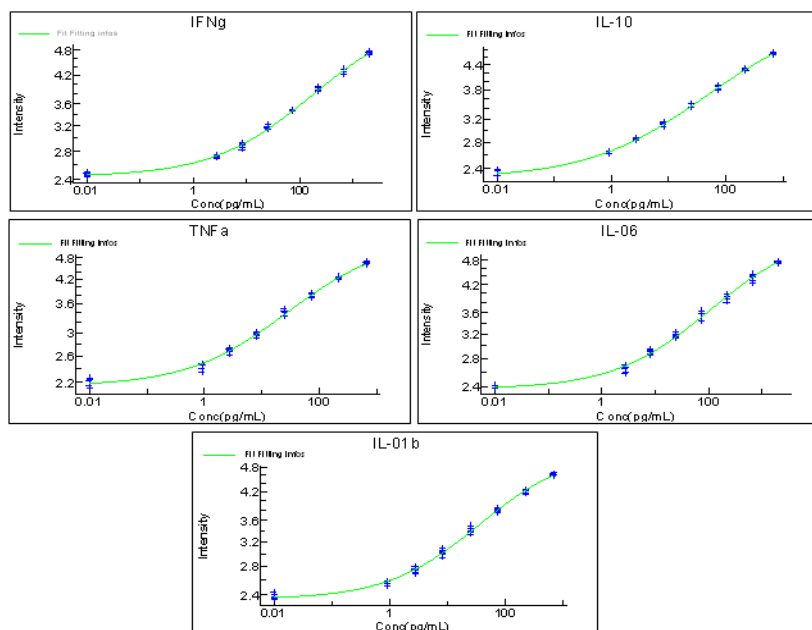 IFNg
Fit Fitting Infos
4.8
4.2
3.6
3.2
2.8
2.4
Intensity
0.01
1
100
Conc(pg/mL)
IL-10
Fit Fitting Infos
4.4
3.8
3.2
2.8
2.4
Intensity
0.01
1
100
Conc(pg/mL)
TNFa
Fit Fitting Infos
4.8
4.2
3.6
3
2.6
2.2
Intensity
0.01
1
100
Conc(pg/mL)
IL-06
Fit Fitting Infos
4.8
4.2
3.6
3.2
2.8
2.4
Intensity
0.01
1
100
Conc(pg/mL)
IL-01b
Fit Fitting Infos
4.8
4.2
3.6
3.2
2.8
2.4
Intensity
0.01
1
100
Conc(pg/mL)